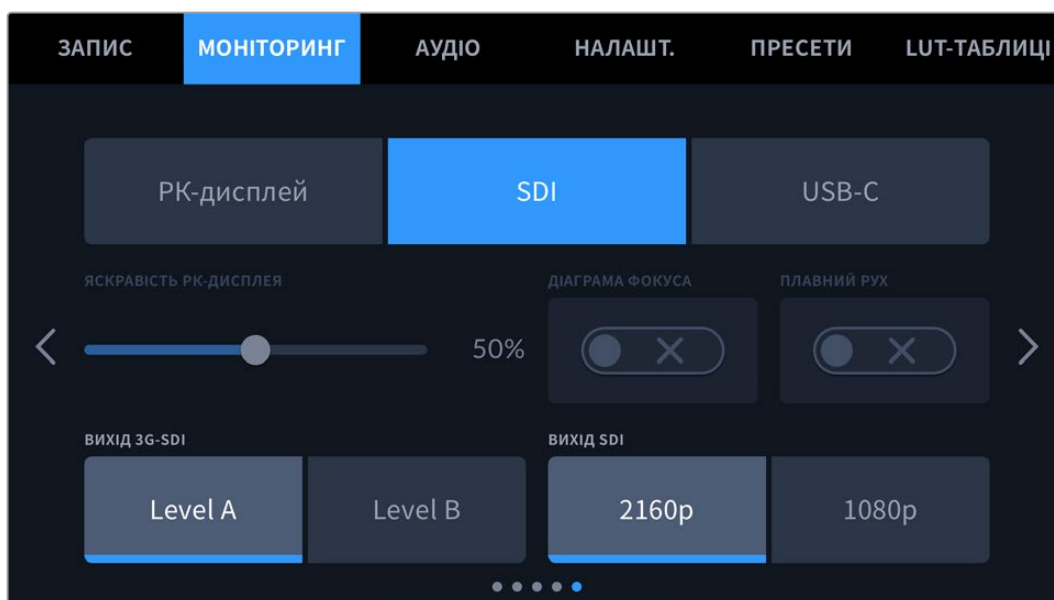 ЗАПИС МОНІТОРИНГ АУДІО НАЛАШТ. ПРЕСЕТИ LUT-ТАБЛИЦІ
РК-дисплей SDI USB-C
ЯСКРАВІСТЬ РК-ДИСПЛЕЯ ДІАГРАМА ФОКУСА ПЛАВНИЙ РУХ
50%
ВИХІД 3G-SDI ВИХІД SDI
Level A Level B 2160p 1080p